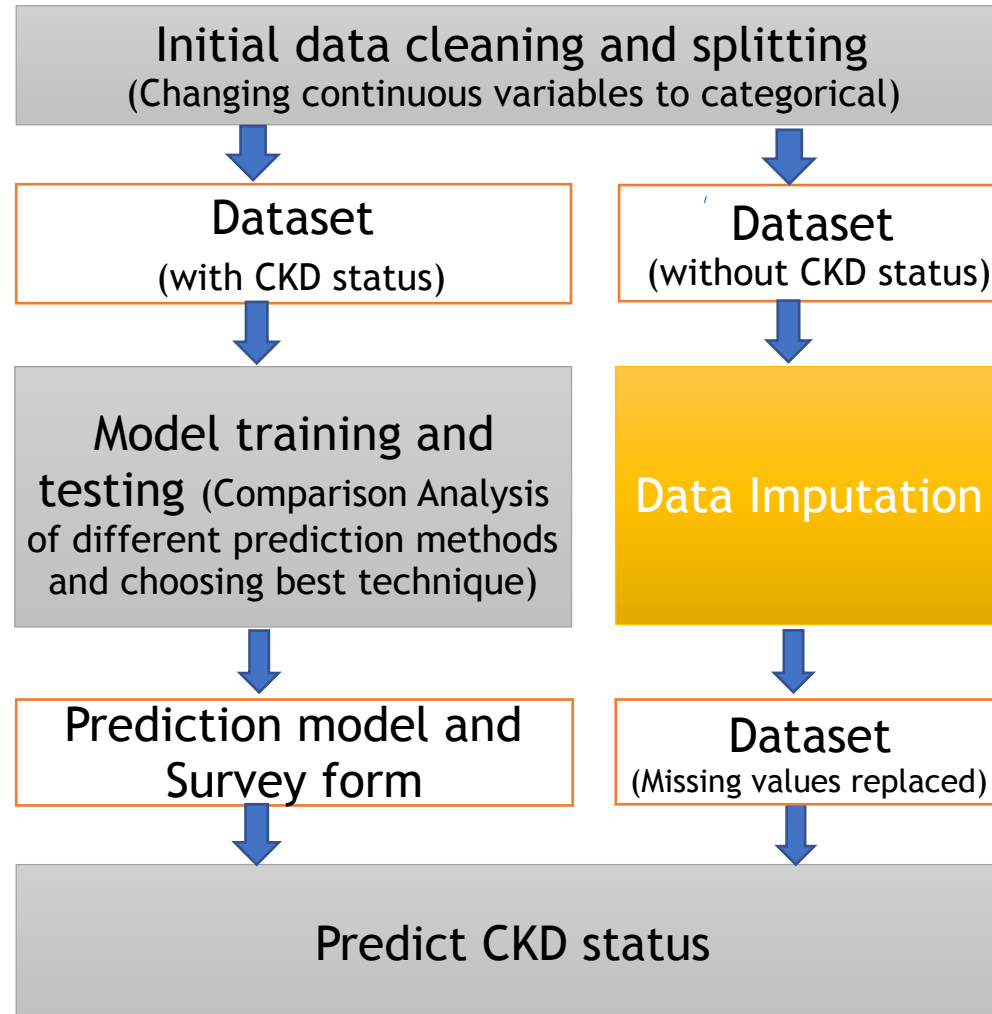 Initial data cleaning and splitting
(Changing continuous variables to categorical)
Dataset
(with CKD status)
Dataset
(without CKD status)
Model training and
testing (Comparison Analysis
of different prediction methods
and choosing best technique)
Data Imputation
Prediction model and
Survey form
Dataset
(Missing values replaced)
Predict CKD status